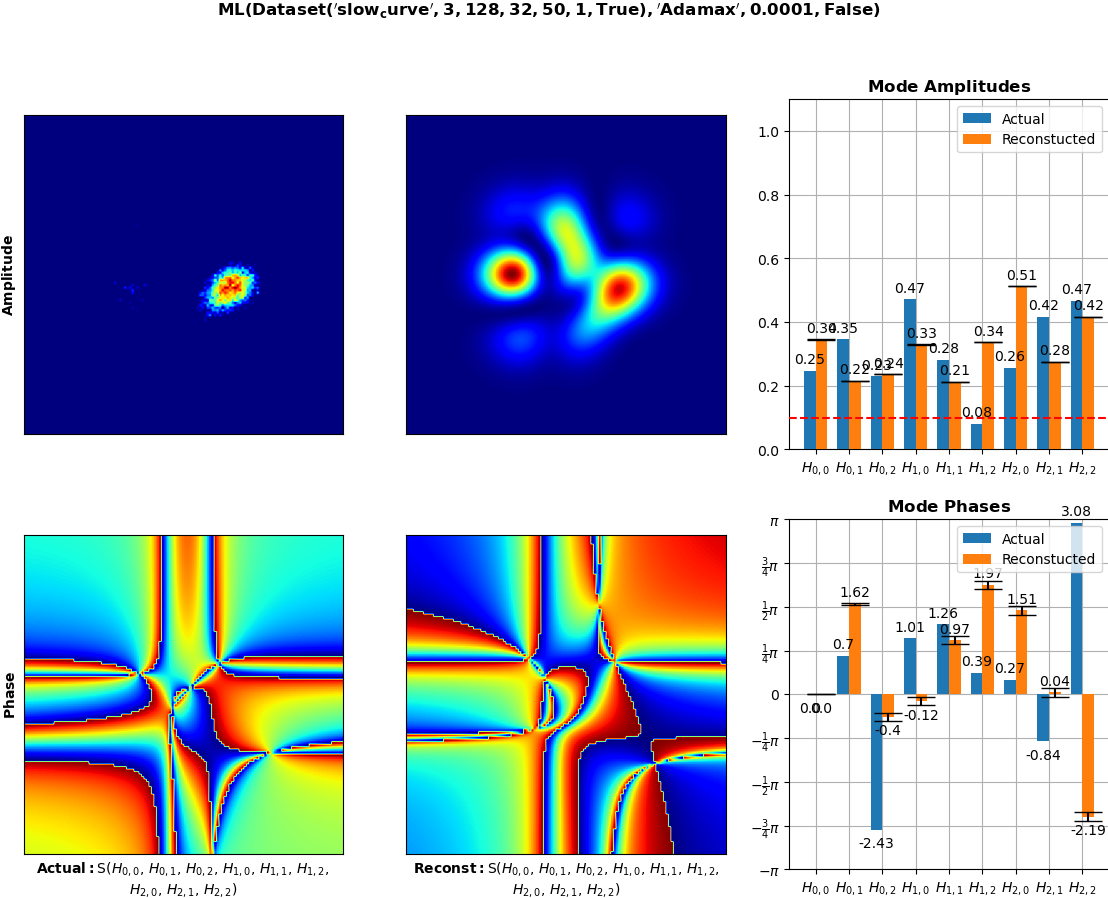 ML(Dataset('slow_curve', 3, 128, 32, 50, 1, True), 'Adamax', 0.0001, False)
Amplitude
Mode Amplitudes
Actual
Reconstucted
1.0
0.8
0.6
0.4
0.2
0.0
0.25
0.34
0.35
0.22
0.23
0.24
0.47
0.33
0.28
0.21
0.08
0.34
0.26
0.51
0.42
0.28
0.47
0.42
H0,0 H0,1 H0,2 H1,0 H1,1 H1,2 H2,0 H2,1 H2,2
Phase
Actual: S(H0,0, H0,1, H0,2, H1,0, H1,1, H1,2,
H2,0, H2,1, H2,2)
Reconst: S(H0,0, H0,1, H0,2, H1,0, H1,1, H1,2,
H2,0, H2,1, H2,2)
Mode Phases
Actual
Reconstucted
π
3/4π
1/2π
1/4π
0
−1/4π
−1/2π
−3/4π
−π
0.0
0.0
0.7
1.62
-2.43
-0.4
1.01
-0.12
1.26
0.97
0.39
1.97
0.27
1.51
-0.84
0.04
3.08
-2.19
H0,0 H0,1 H0,2 H1,0 H1,1 H1,2 H2,0 H2,1 H2,2